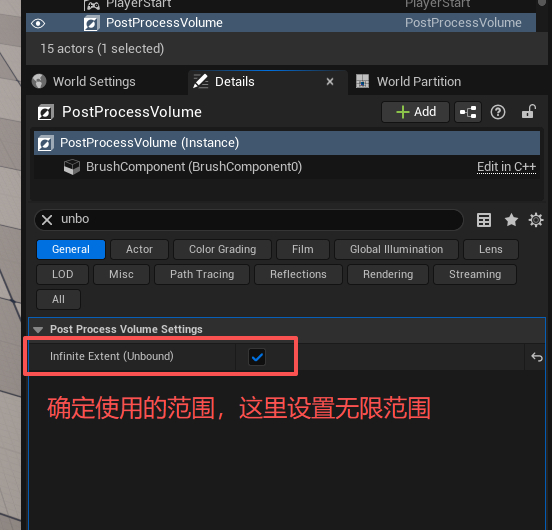 PlayerStart PlayerStart
PostProcessVolume PostProcessVolume
15 actors (1 selected)
World Settings Details World Partition
PostProcessVolume Add
PostProcessVolume (Instance)
BrushComponent (BrushComponent0) Edit in C++
unbo
General Actor Color Grading Film Global Illumination Lens
LOD Misc Path Tracing Reflections Rendering Streaming
All
Post Process Volume Settings
Infinite Extent (Unbound)
确定使用的范围，这里设置无限范围